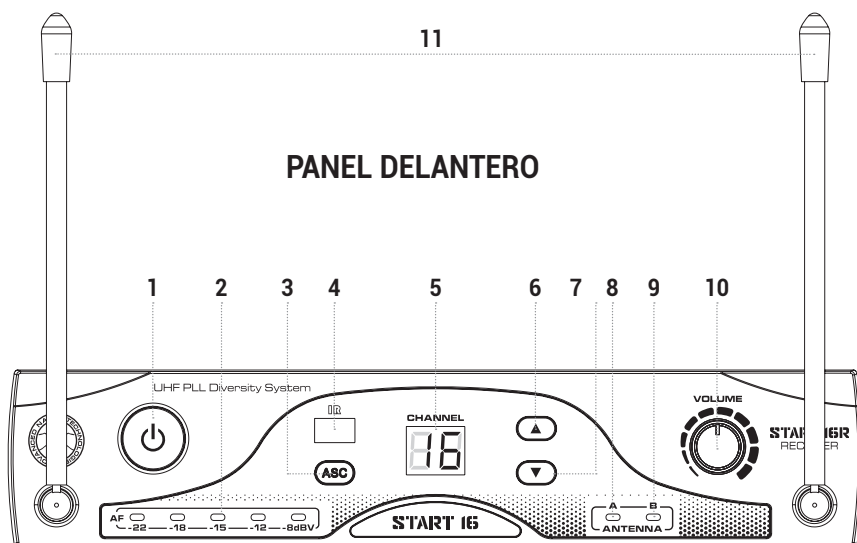 11
PANEL DELANTERO
1 2 3 4 5 6 7 8 9 10
UHF PLL Diversity System
IR
CHANNEL
VOLUME
16
ASC
RECEIVER
AF -22 -18 -15 -12 -8dBV
START 16
A B
ANTENNA